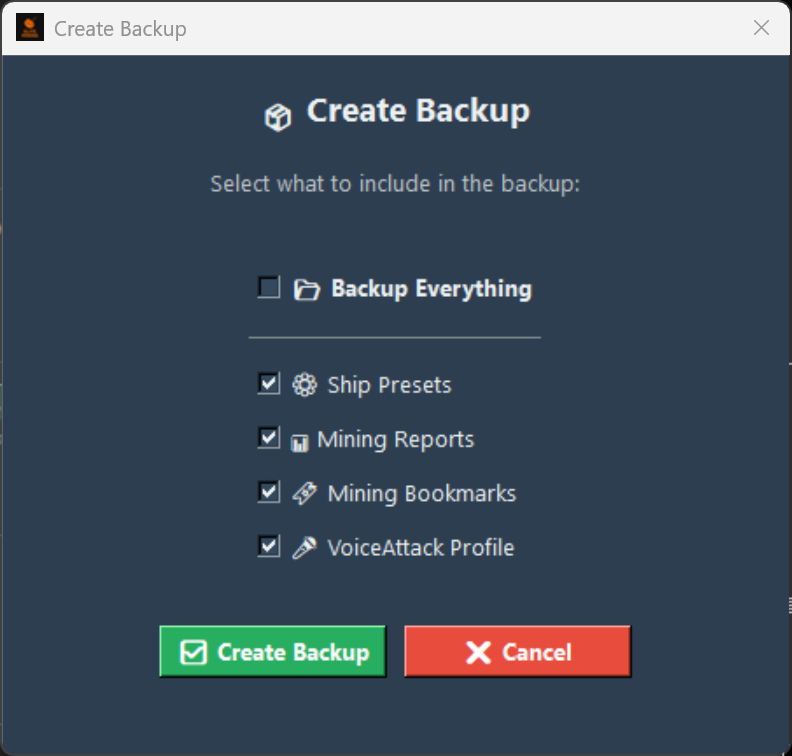 Create Backup
Create Backup
Select what to include in the backup:
Backup Everything
Ship Presets
Mining Reports
Mining Bookmarks
VoiceAttack Profile
Create Backup
Cancel